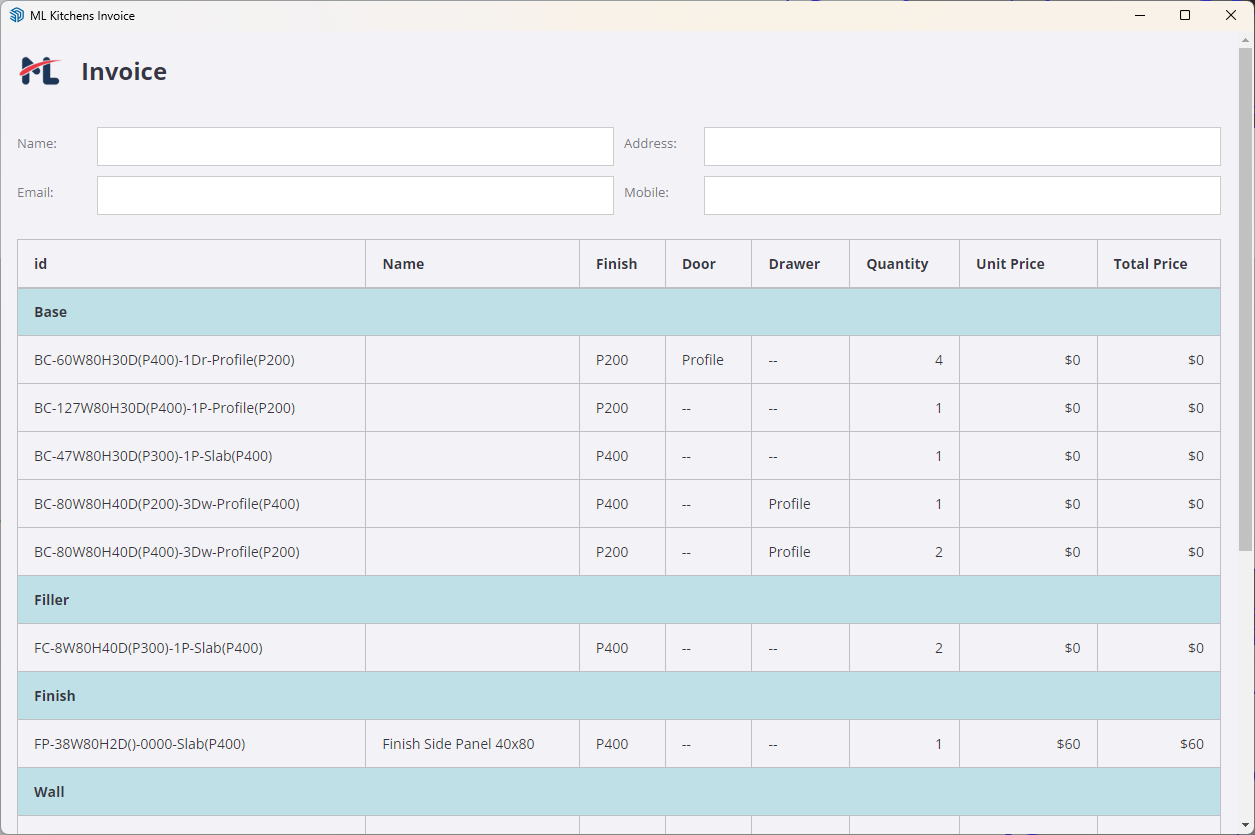 ML Kitchens Invoice
ML Invoice
Name: Address:
Email: Mobile:
id Name Finish Door Drawer Quantity Unit Price Total Price
Base
BC-60W80H30D(P400)-1Dr-Profile(P200) P200 Profile -- 4 $0 $0
BC-127W80H30D(P400)-1P-Profile(P200) P200 -- -- 1 $0 $0
BC-47W80H30D(P300)-1P-Slab(P400) P400 -- -- 1 $0 $0
BC-80W80H40D(P200)-3Dw-Profile(P400) P400 -- Profile 1 $0 $0
BC-80W80H40D(P400)-3Dw-Profile(P200) P200 -- Profile 2 $0 $0
Filler
FC-8W80H40D(P300)-1P-Slab(P400) P400 -- -- 2 $0 $0
Finish
FP-38W80H2D()-0000-Slab(P400) Finish Side Panel 40x80 P400 -- -- 1 $60 $60
Wall